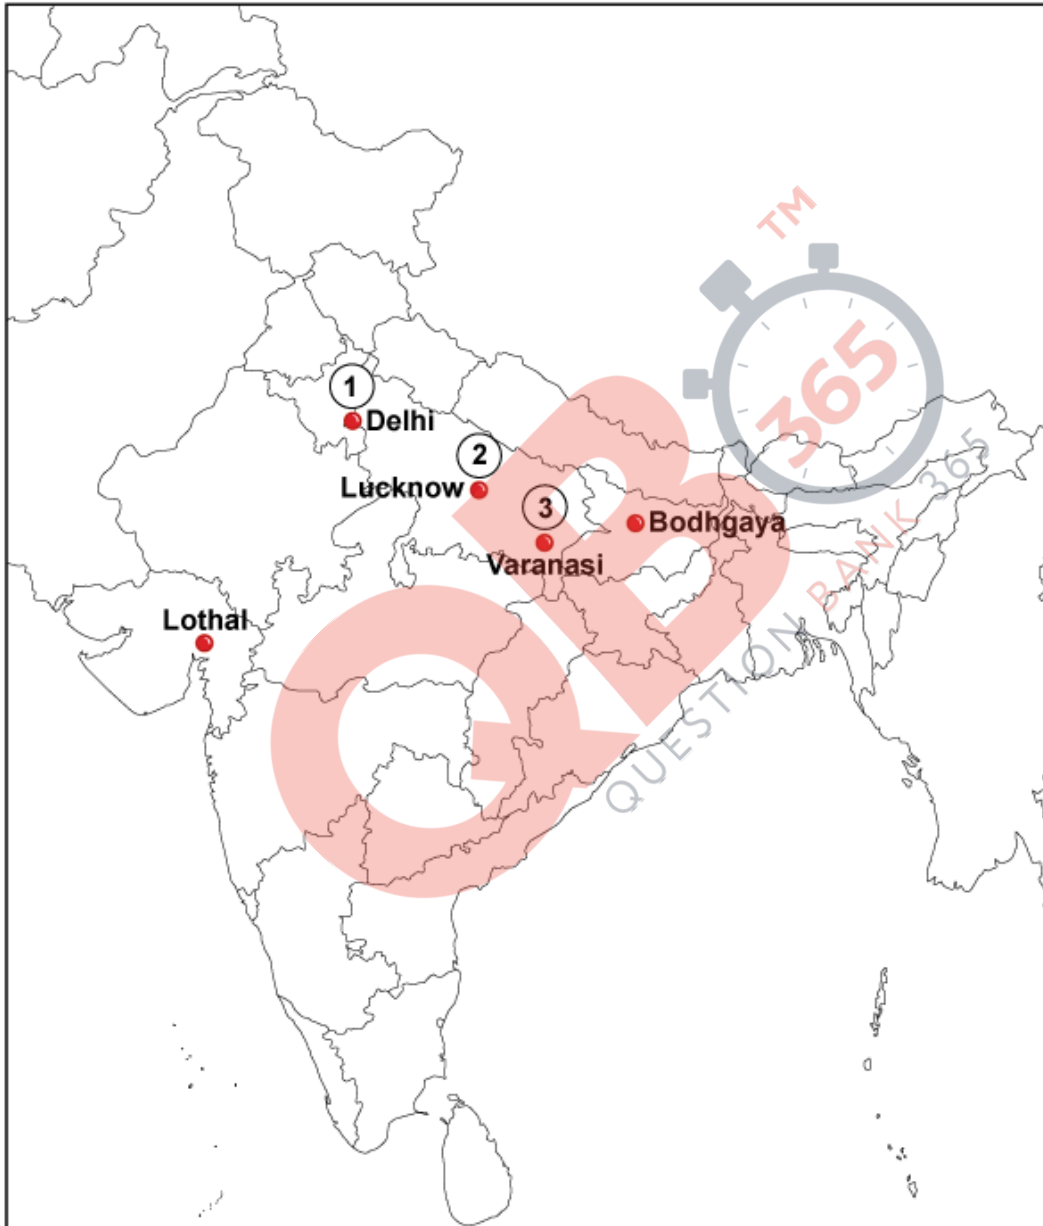 TM
365
1
Delhi
2
Lucknow
3
Bodhgaya
Varanasi
Lothal
QB
QUESTION BANK 365